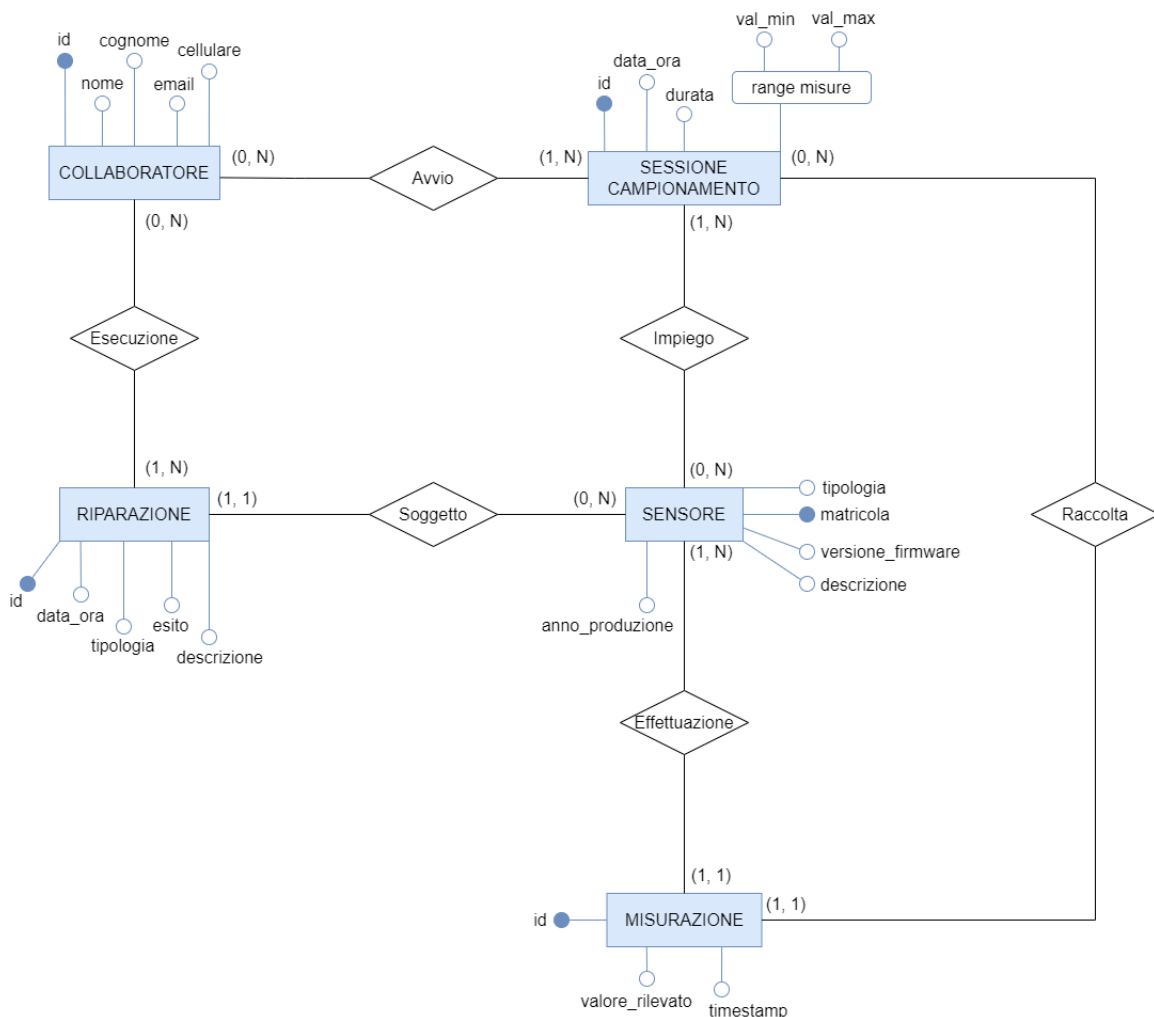 val_min
val_max
cognome
id
cellulare
data_ora
nome
email
id
durata
range misure
COLLABORATORE
(0, N)
Avvio
(1, N)
SESSIONE
CAMPIONAMENTO
(0, N)
(0, N)
(1, N)
Esecuzione
Impiego
(1, N)
(0, N)
RIPARAZIONE
(1, 1)
Soggetto
(0, N)
SENSORE
tipologia
matricola
Raccolta
(1, N)
versione_firmware
descrizione
id
data_ora
tipologia
esito
descrizione
anno_produzione
Effettuazione
(1, 1)
(1, 1)
id
MISURAZIONE
valore_rilevato
timestamp